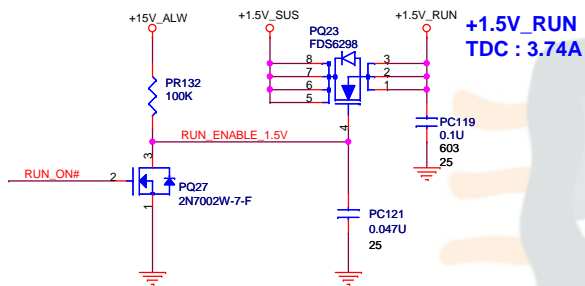 +15V_ALW
+1.5V_SUS
+1.5V_RUN
+1.5V_RUN
TDC : 3.74A
PQ23
FDS6298
8
7
6
5
3
2
1
4
PR132
100K
PC119
0.1U
603
25
RUN_ENABLE_1.5V
RUN_ON#
2
3
1
PQ27
2N7002W-7-F
PC121
0.047U
25